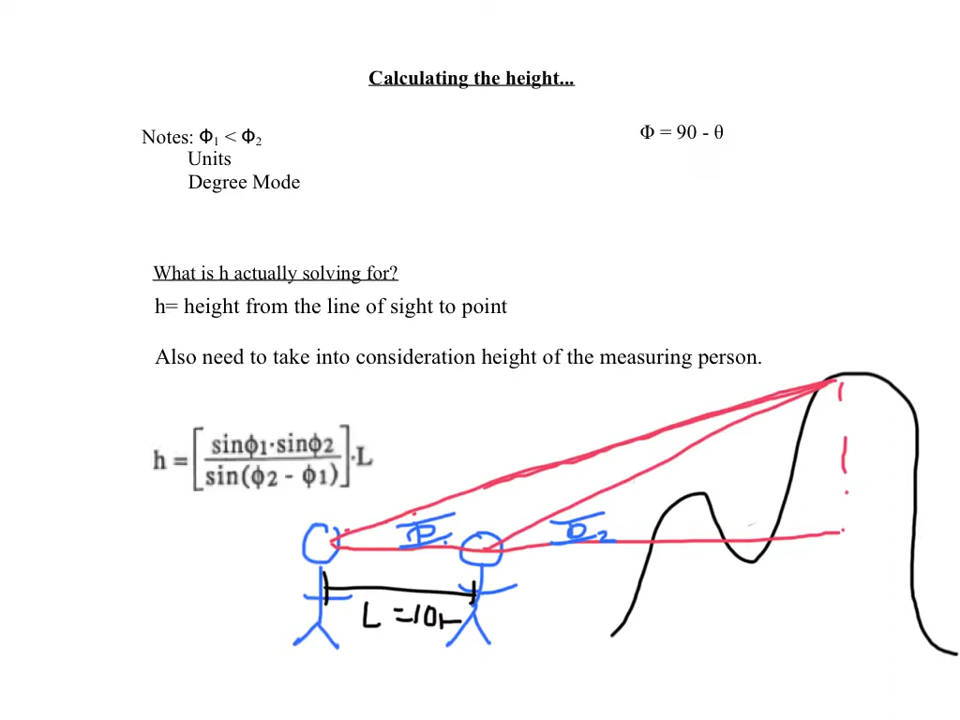 Calculating the height...
Notes: Φ₁ < Φ₂
Φ = 90 - θ
Units
Degree Mode
What is h actually solving for?
h= height from the line of sight to point
Also need to take into consideration height of the measuring person.
h = [sinϕ1·sinϕ2 / sin(ϕ2 - ϕ1)]·L
Φ₁ Φ₂
L =10